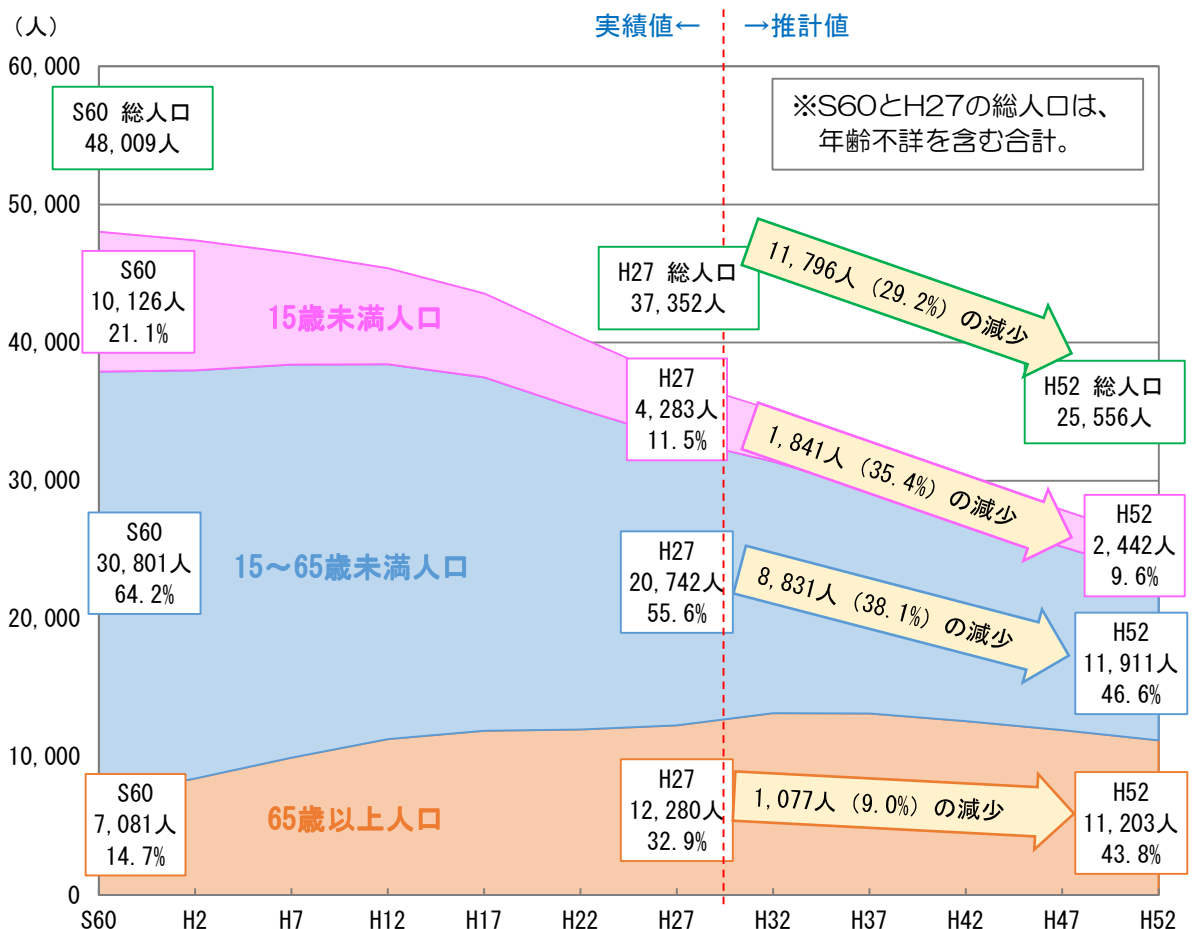 （人）
実績値← →推計値
60,000
50,000
40,000
30,000
20,000
10,000
0
※S60とH27の総人口は、
年齢不詳を含む合計。
S60 総人口
48,009人
H27 総人口
37,352人
11,796人（29.2%）の減少
H52 総人口
25,556人
S60
10,126人
21.1%
15歳未満人口
H27
4,283人
11.5%
1,841人（35.4%）の減少
H52
2,442人
9.6%
S60
30,801人
64.2%
15～65歳未満人口
H27
20,742人
55.6%
8,831人（38.1%）の減少
H52
11,911人
46.6%
S60
7,081人
14.7%
65歳以上人口
H27
12,280人
32.9%
1,077人（9.0%）の減少
H52
11,203人
43.8%
S60 H2 H7 H12 H17 H22 H27 H32 H37 H42 H47 H52